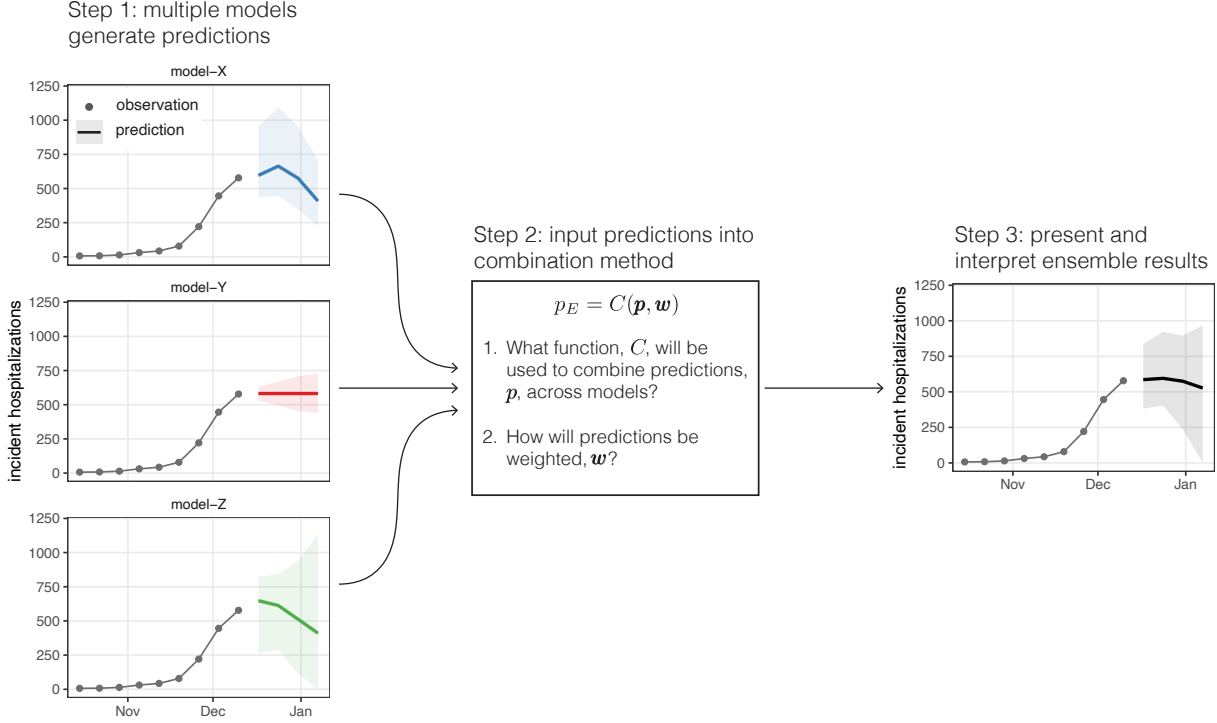 Step 1: multiple models
generate predictions
model-X
1250
1000
750
500
250
0
observation
prediction
incident hospitalizations
model-Y
1250
1000
750
500
250
0
model-Z
1250
1000
750
500
250
0
Nov Dec Jan
Step 2: input predictions into
combination method
p_E = C(p, w)
1. What function, C, will be
used to combine predictions,
p, across models?
2. How will predictions be
weighted, w?
Step 3: present and
interpret ensemble results
incident hospitalizations
1250
1000
750
500
250
0
Nov Dec Jan